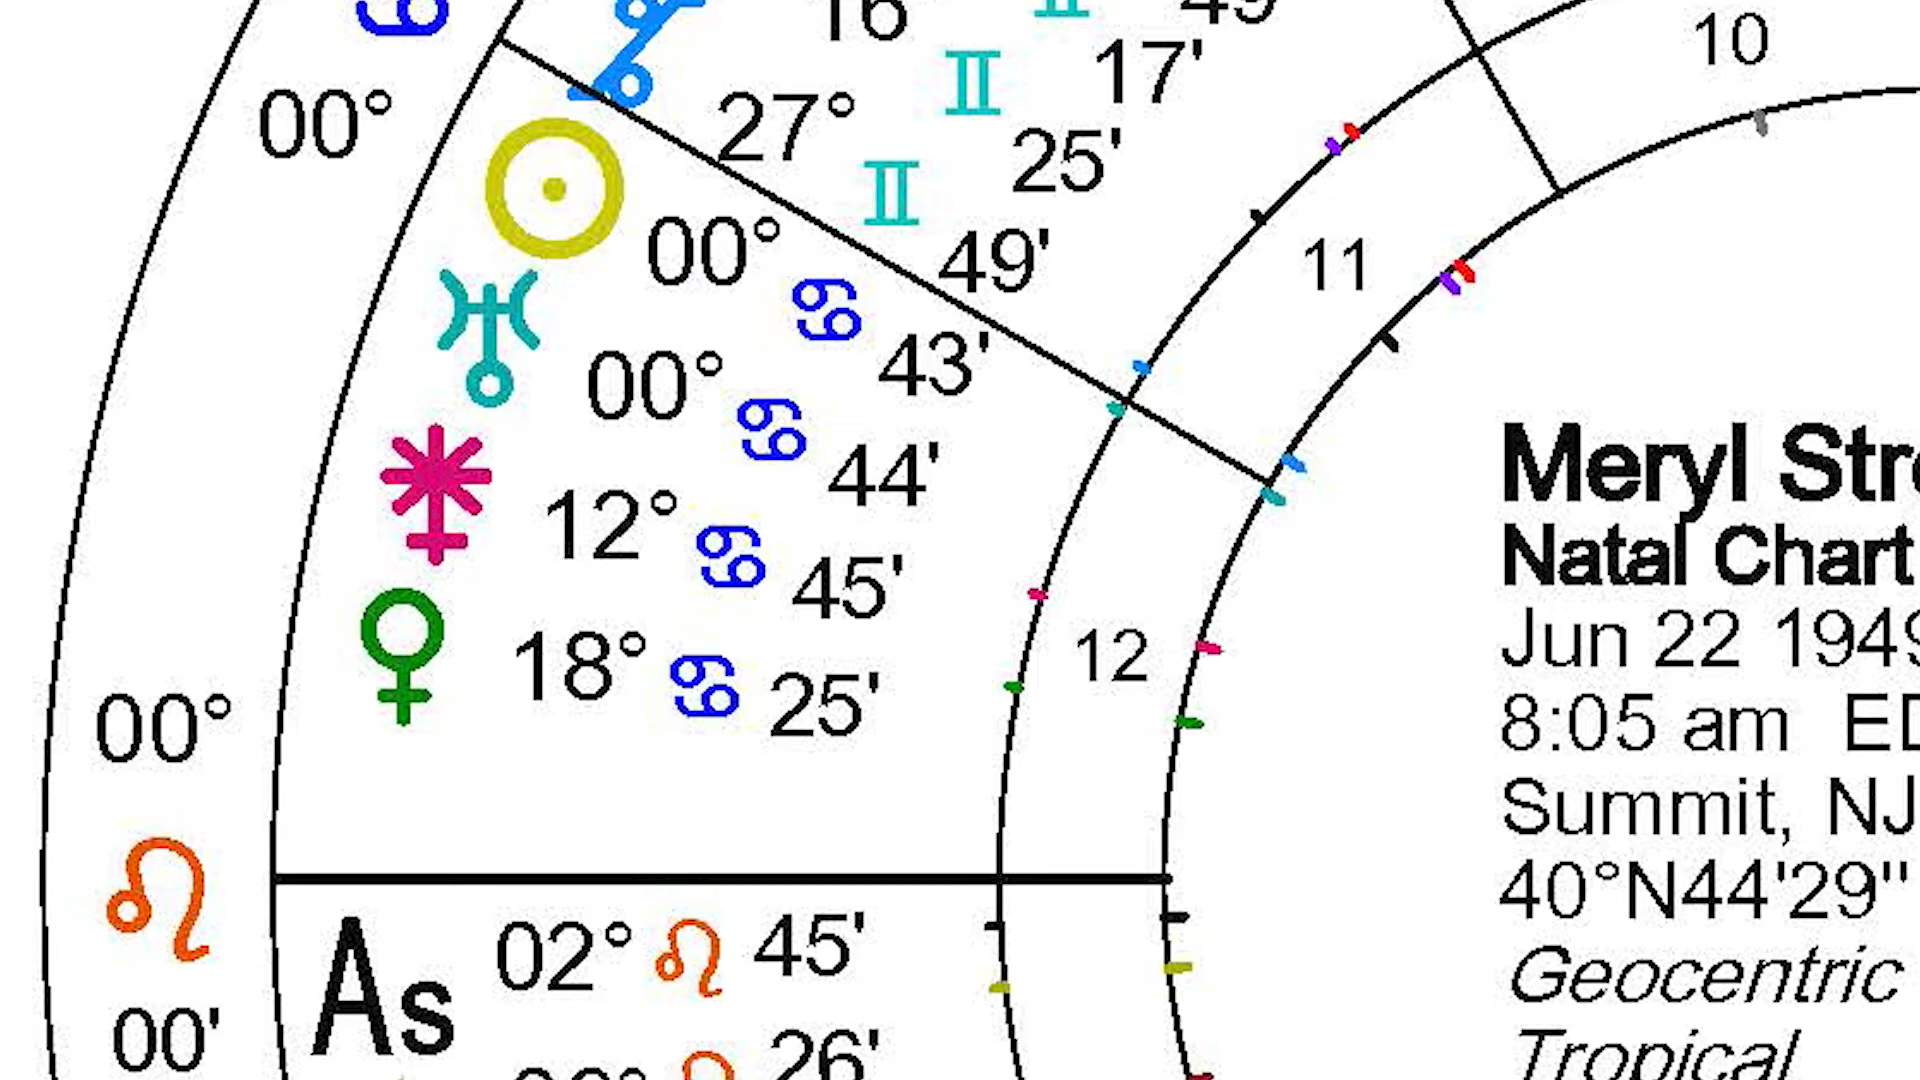 16 ♊ 49'
17'
♋
00°
27° ♊ 25'
10
☉ 00° ♋ 49'
11
♅ 00° ♋ 43'
12° ♋ 44'
♀ 18° ♋ 45'
25'
12
00°
♌
00'
As 02° ♌ 45'
26'
Meryl Str
Natal Chart
Jun 22 1949
8:05 am ED
Summit, NJ
40°N44'29"
Geocentric
Tropical